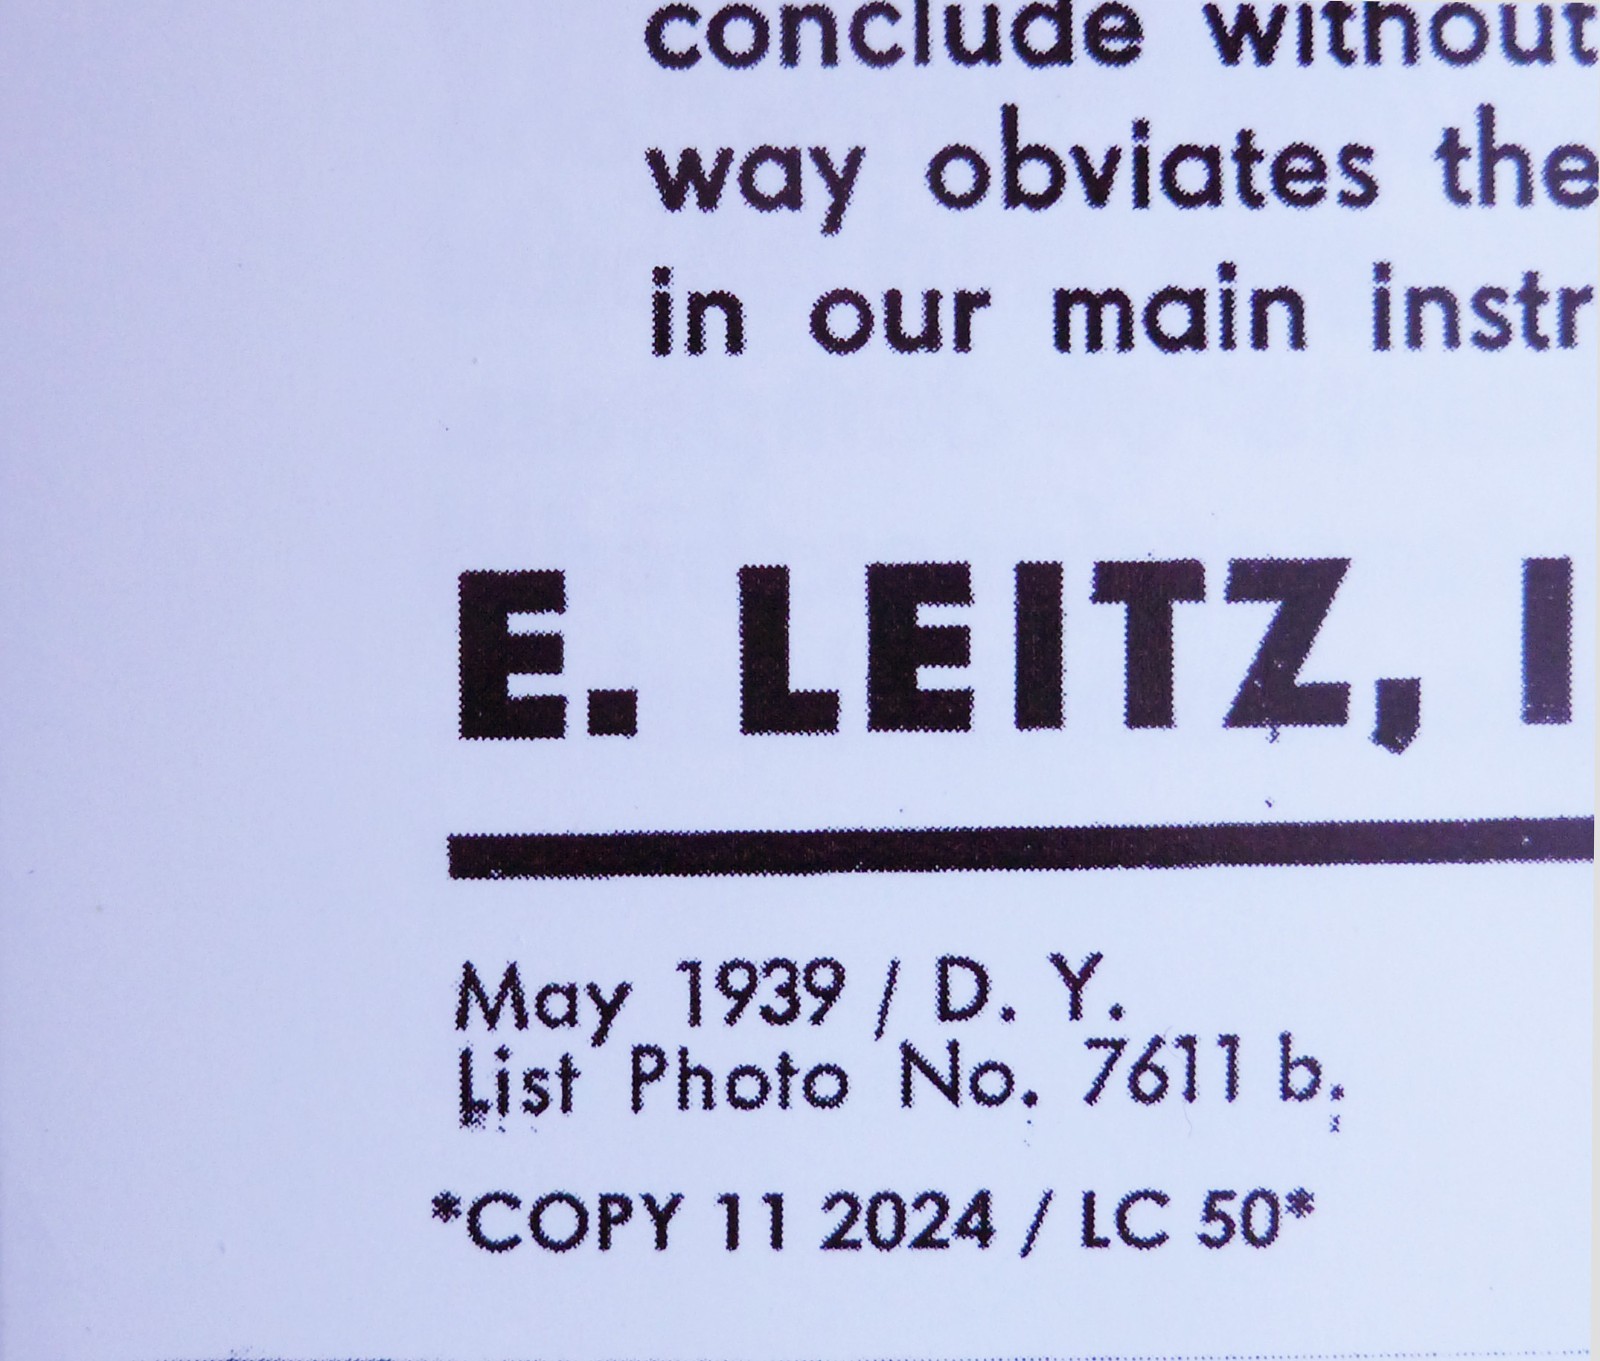 conclude without
way obviates the
in our main instr
E. LEITZ, I
May 1939 / D. Y.
List Photo No. 7611 b.
*COPY 11 2024 / LC 50*